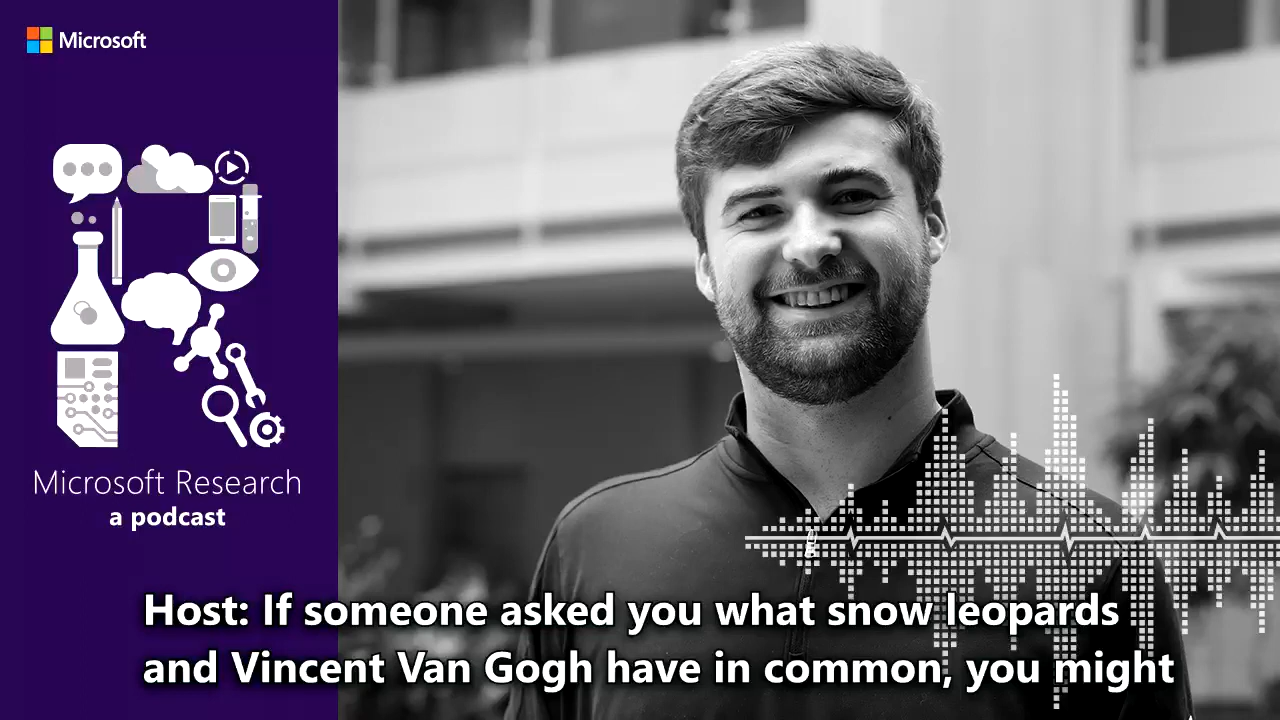 Microsoft
Microsoft Research
a podcast
Host: If someone asked you what snow leopards
and Vincent Van Gogh have in common, you might